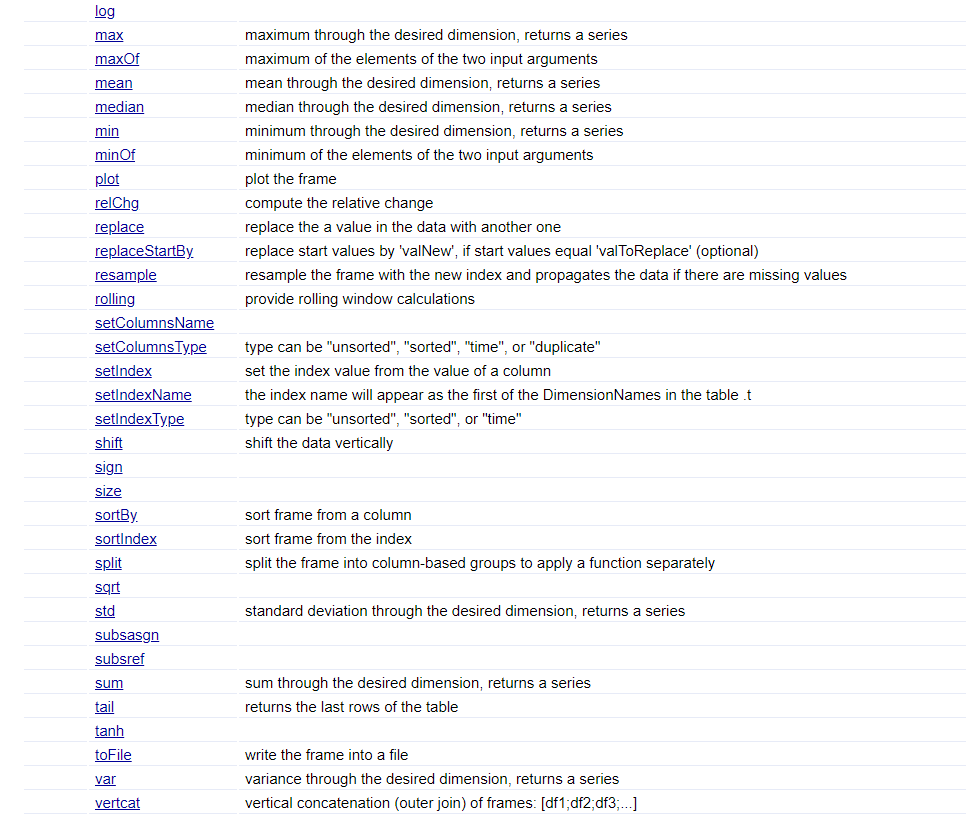 log
max maximum through the desired dimension, returns a series
maxOf maximum of the elements of the two input arguments
mean mean through the desired dimension, returns a series
median median through the desired dimension, returns a series
min minimum through the desired dimension, returns a series
minOf minimum of the elements of the two input arguments
plot plot the frame
relChg compute the relative change
replace replace the a value in the data with another one
replaceStartBy replace start values by 'valNew', if start values equal 'valToReplace' (optional)
resample resample the frame with the new index and propagates the data if there are missing values
rolling provide rolling window calculations
setColumnsName
setColumnsType type can be "unsorted", "sorted", "time", or "duplicate"
setIndex set the index value from the value of a column
setIndexName the index name will appear as the first of the DimensionNames in the table .t
setIndexType type can be "unsorted", "sorted", or "time"
shift shift the data vertically
sign
size
sortBy sort frame from a column
sortIndex sort frame from the index
split split the frame into column-based groups to apply a function separately
sqrt
std standard deviation through the desired dimension, returns a series
subsasgn
subsref
sum sum through the desired dimension, returns a series
tail returns the last rows of the table
tanh
toFile write the frame into a file
var variance through the desired dimension, returns a series
vertcat vertical concatenation (outer join) of frames: [df1;df2;df3;...]